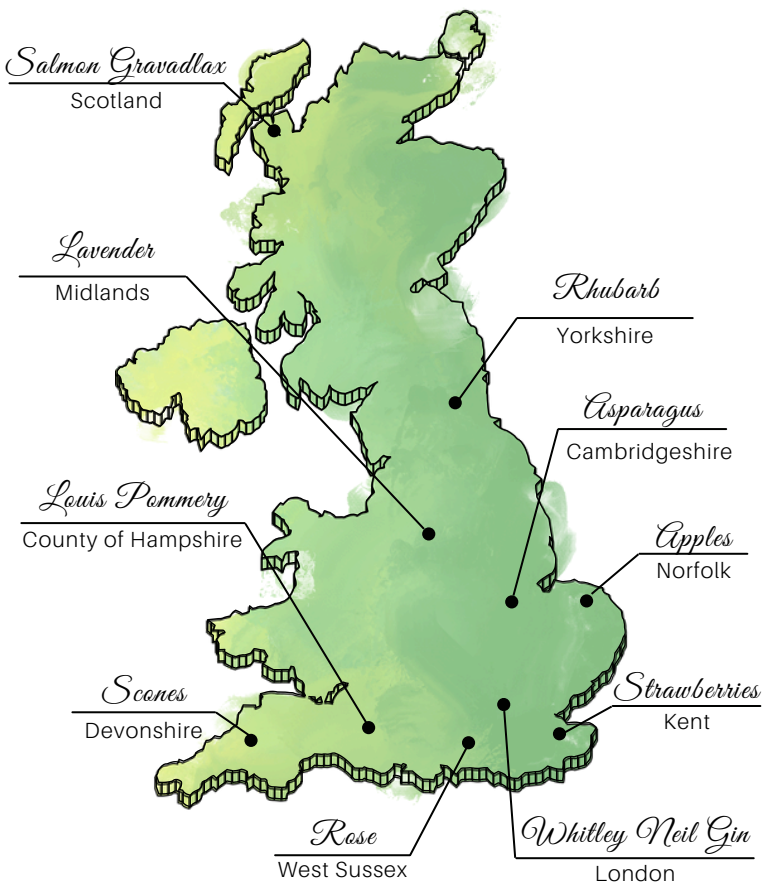 Salmon Gravadlax
Scotland
Lavender
Midlands
Rhubarb
Yorkshire
Asparagus
Cambridgeshire
Louis Pommery
County of Hampshire
Apples
Norfolk
Scones
Devonshire
Strawberries
Kent
Rose
West Sussex
Whitley Neil Gin
London